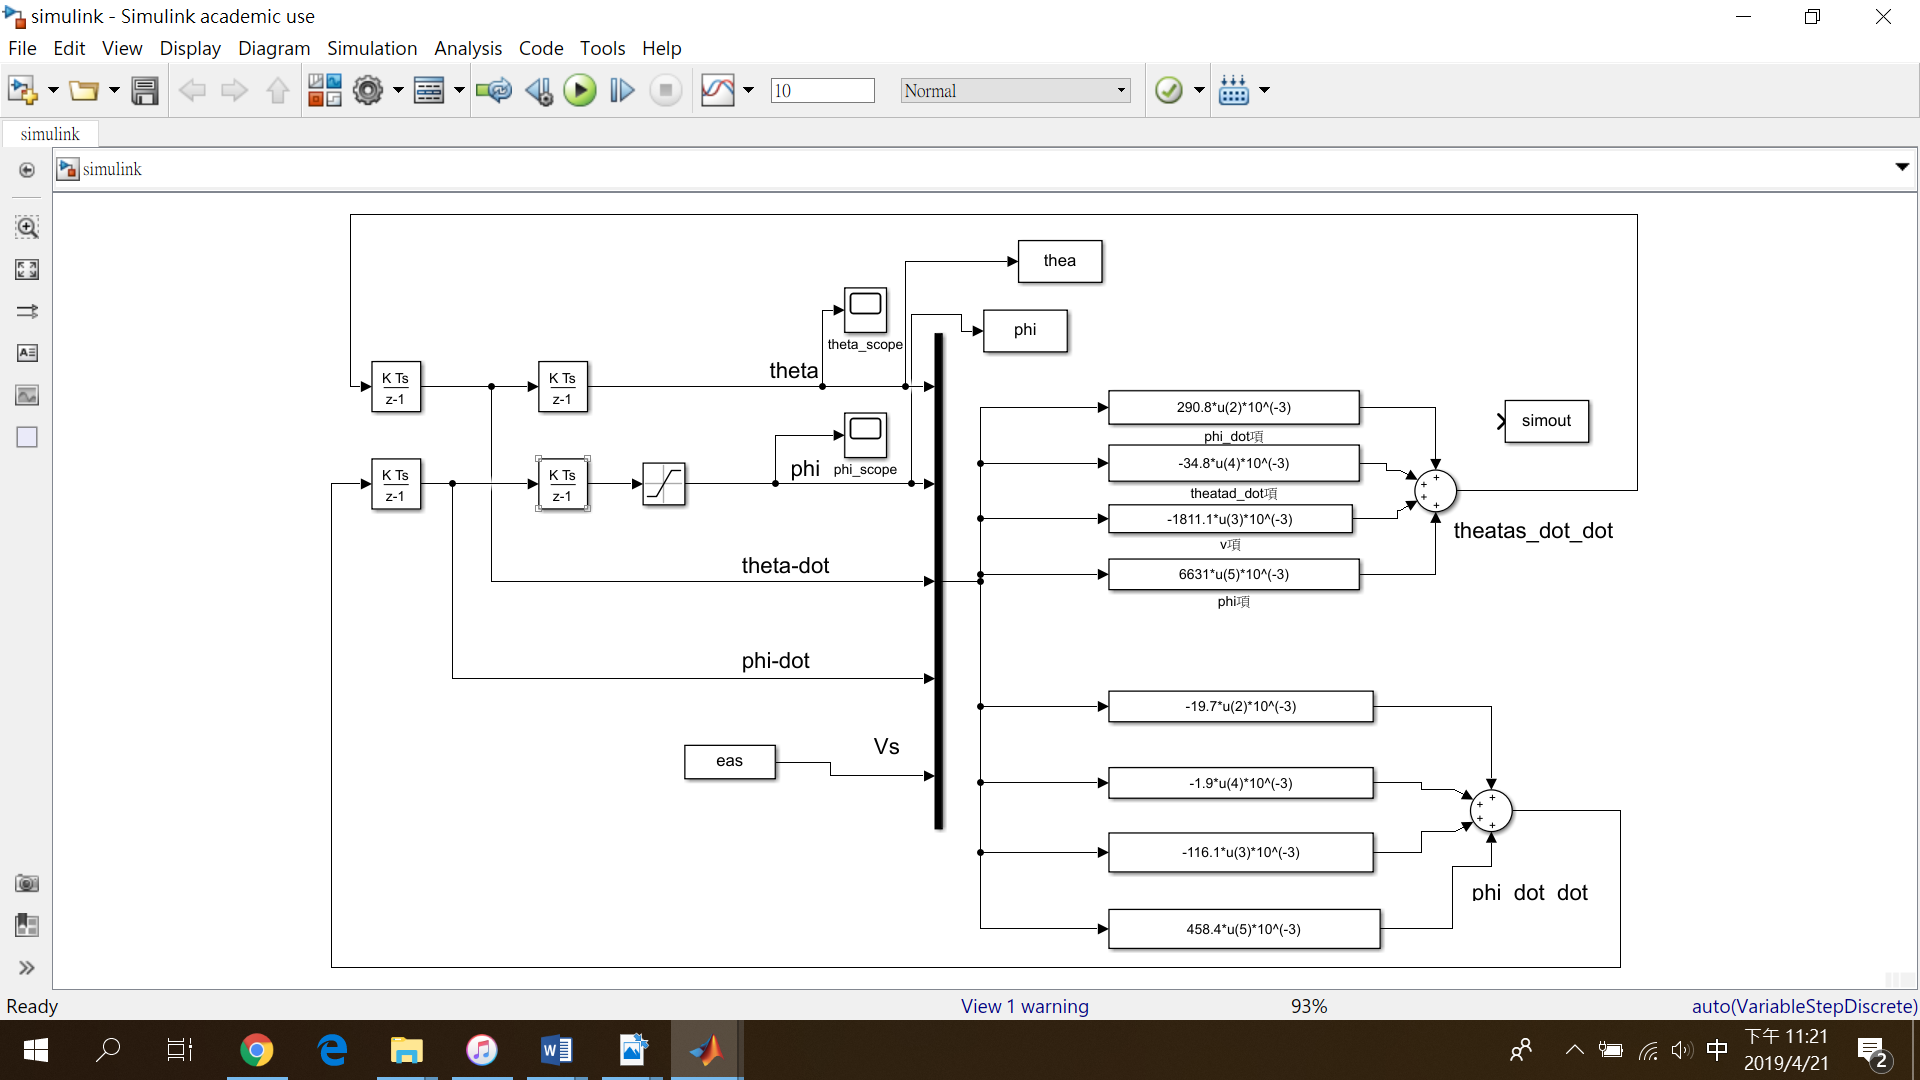 simulink - Simulink academic use
File Edit View Display Diagram Simulation Analysis Code Tools Help
10
Normal
simulink
simulink
thea
theta_scope
phi
K Ts
z-1
K Ts
z-1
theta
290.8*u(2)*10^(-3)
phi_dot項
simout
phi
phi_scope
-34.8*u(4)*10^(-3)
theatad_dot項
K Ts
z-1
K Ts
z-1
+
+
+
+
-1811.1*u(3)*10^(-3)
v項
theatas_dot_dot
theta-dot
6631*u(5)*10^(-3)
phi項
phi-dot
-19.7*u(2)*10^(-3)
Vs
eas
-1.9*u(4)*10^(-3)
+
+
+
+
-116.1*u(3)*10^(-3)
phi dot dot
458.4*u(5)*10^(-3)
Ready
View 1 warning
93%
auto(VariableStepDiscrete)
中
下午 11:21
2019/4/21
2